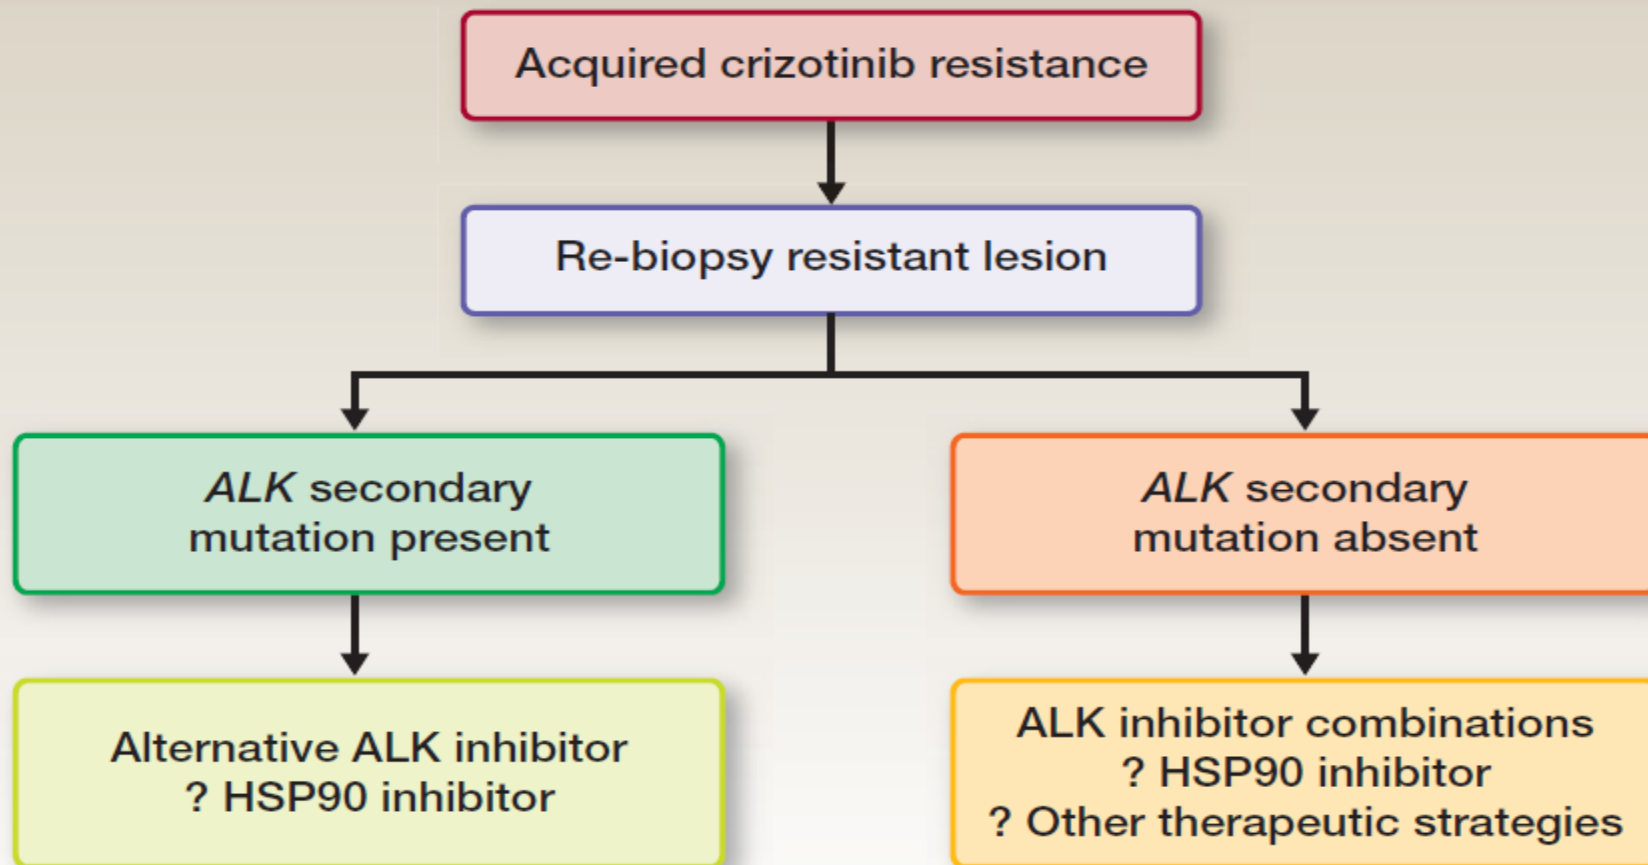 Acquired crizotinib resistance
Re-biopsy resistant lesion
ALK secondary
mutation present
ALK secondary
mutation absent
Alternative ALK inhibitor
? HSP90 inhibitor
ALK inhibitor combinations
? HSP90 inhibitor
? Other therapeutic strategies